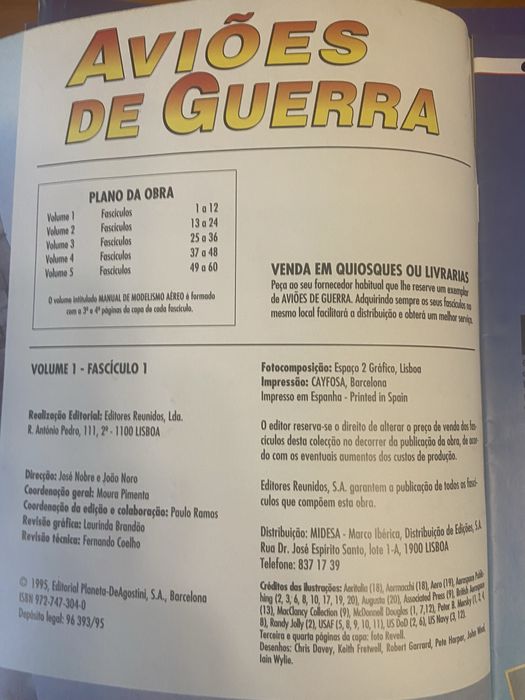 AVIÕES
DE GUERRA
PLANO DA OBRA
Volume 1 Fascículos 1 a 12
Volume 2 Fascículos 13 a 24
Volume 3 Fascículos 25 a 36
Volume 4 Fascículos 37 a 48
Volume 5 Fascículos 49 a 60
O volume intitulado MANUAL DE MODELISMO AÉREO é formado
com a 3ª e 4ª páginas da capa de cada fascículo.
VENDA EM QUIOSQUES OU LIVRARIAS
Peça ao seu fornecedor habitual que lhe reserve um exemplar
de AVIÕES DE GUERRA. Adquirindo sempre os seus fascículos no
mesmo local facilitará a distribuição e obterá um melhor serviço.
VOLUME 1 - FASCÍCULO 1
Realização Editorial: Editores Reunidos, Lda.
R. António Pedro, 111, 2º - 1100 LISBOA
Direcção: José Nobre e João Noro
Coordenação geral: Moura Pimenta
Coordenação da edição e colaboração: Paulo Ramos
Revisão gráfica: Laurinda Brandão
Revisão técnica: Fernando Coelho
© 1995, Editorial Planeta-DeAgostini, S.A., Barcelona
ISBN 972-747-304-0
Depósito legal: 96 393/95
Fotocomposição: Espaço 2 Gráfico, Lisboa
Impressão: CAYFOSA, Barcelona
Impresso em Espanha - Printed in Spain
O editor reserva-se o direito de alterar o preço de venda dos fas-
cículos desta colecção no decorrer da publicação da obra, de acor-
do com os eventuais aumentos dos custos de produção.
Editores Reunidos, S.A. garantem a publicação de todos os fascí-
culos que compõem esta obra.
Distribuição: MIDESA - Marco Ibérica, Distribuição de Edições, S.A.
Rua Dr. José Espírito Santo, lote 1-A, 1900 LISBOA
Telefone: 837 17 39
Créditos das Ilustrações: Aeritalia (18), Aermacchi (18), Aero (19), Aerospace Publis-
hing (2, 3, 6, 8, 10, 17, 19, 20), Augusta (20), Associated Press (9), British Aerospace
(13), MacClancy Collection (9), McDonnell Douglas (1, 7,12), Peter B. (1, 2, 4
8), Randy Jolly (2), USAF (5, 8, 9, 10, 11), US DoD (2, 6), US Navy (3, 12).
Terceira e quarta páginas da capa: foto Revell.
Desenhos: Chris Davey, Keith Fretwell, Robert Garrard, Pete Harper, John Weal,
Iain Wylie.